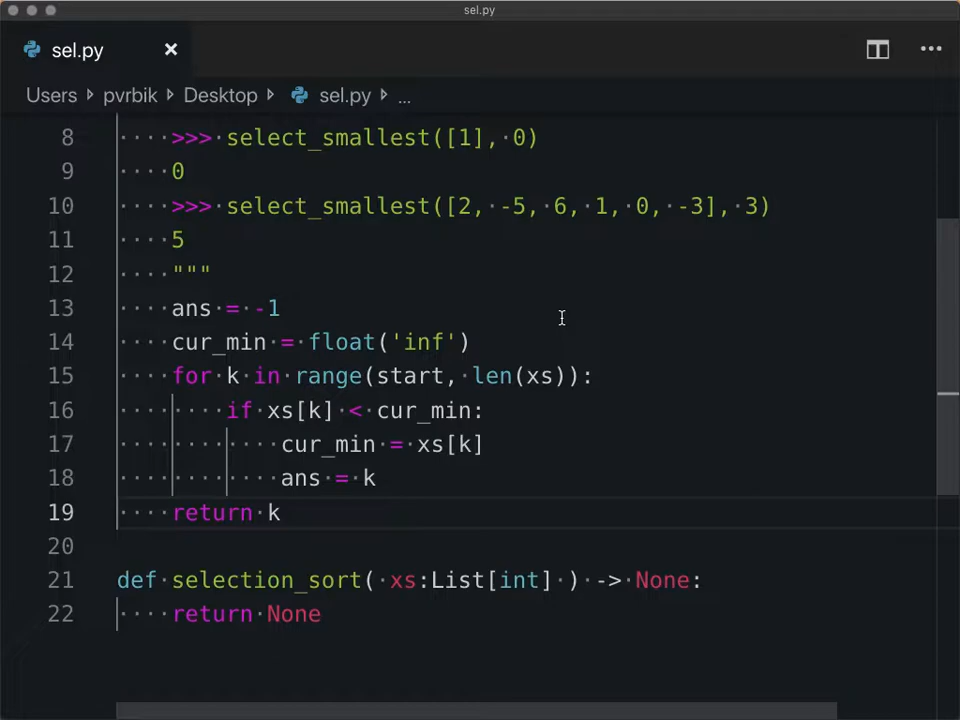 sel.py
sel.py
Users pvrbik Desktop sel.py ...
8 >>> select_smallest([1], 0)
9 0
10 >>> select_smallest([2, -5, 6, 1, 0, -3], 3)
11 5
12 """
13 ans = -1
14 cur_min = float('inf')
15 for k in range(start, len(xs)):
16 if xs[k] < cur_min:
17 cur_min = xs[k]
18 ans = k
19 return k
20
21 def selection_sort( xs:List[int] ) -> None:
22 return None